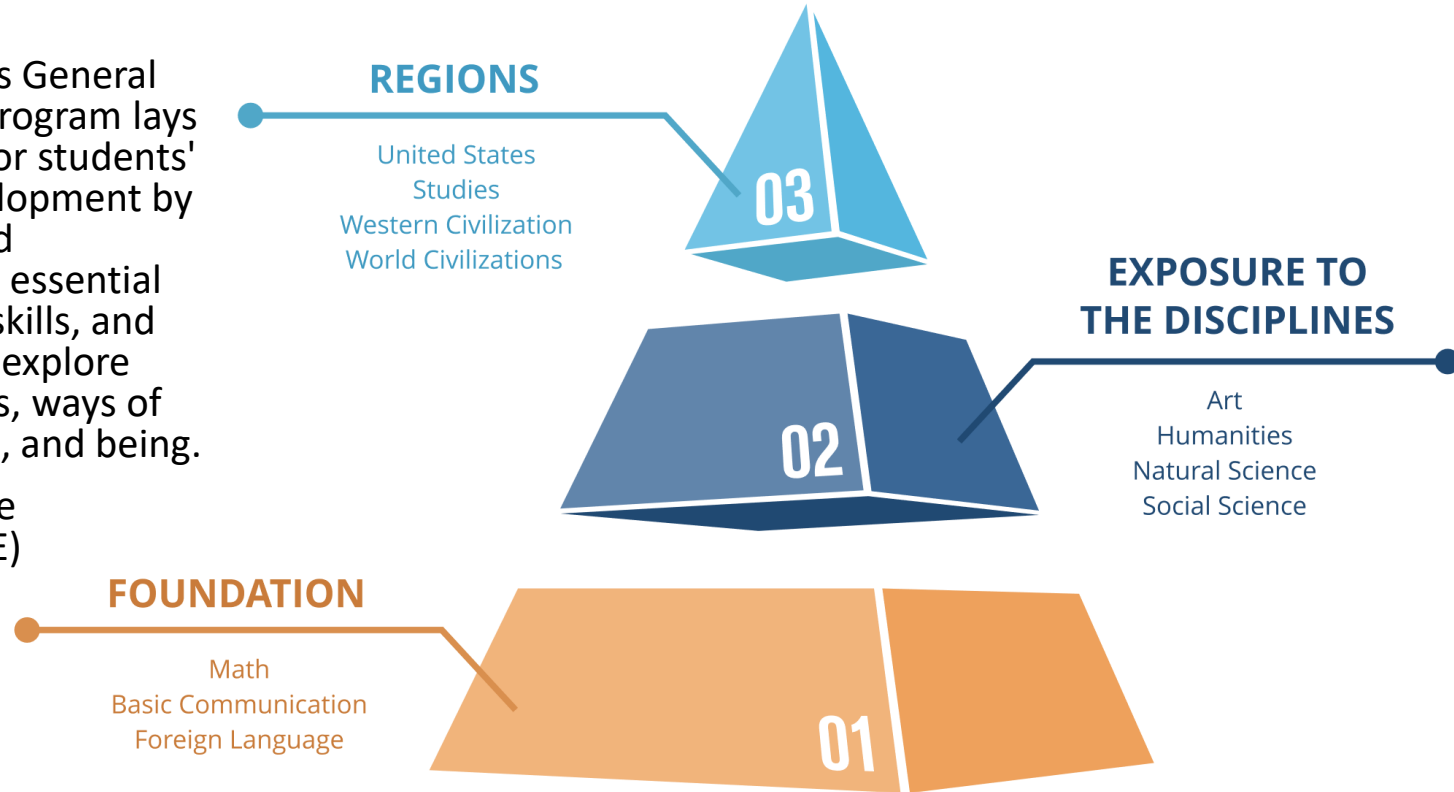 s General
rogram lays
or students'
lopment by
d
essential
skills, and
explore
s, ways of
, and being.
e
E)
REGIONS
United States
Studies
Western Civilization
World Civilizations
03
EXPOSURE TO
THE DISCIPLINES
Art
Humanities
Natural Science
Social Science
02
FOUNDATION
Math
Basic Communication
Foreign Language
01